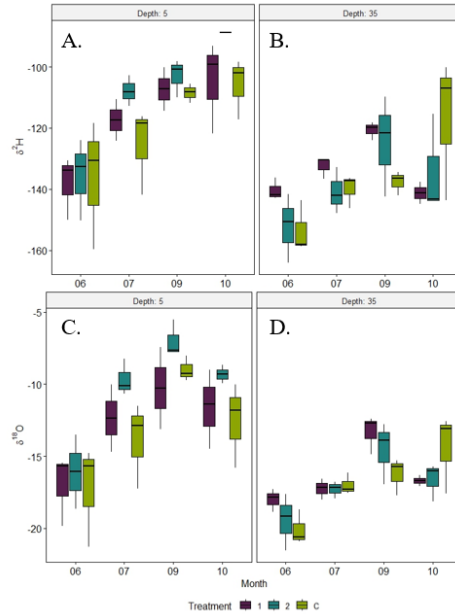 Depth: 5
Depth: 35
A.
B.
δ²H
-100
-120
-140
-160
06
07
09
10
06
07
09
10
Depth: 5
Depth: 35
C.
D.
δ¹⁸O
-5
-10
-15
-20
06
07
09
10
06
07
09
10
Month
Treatment 1 2 C